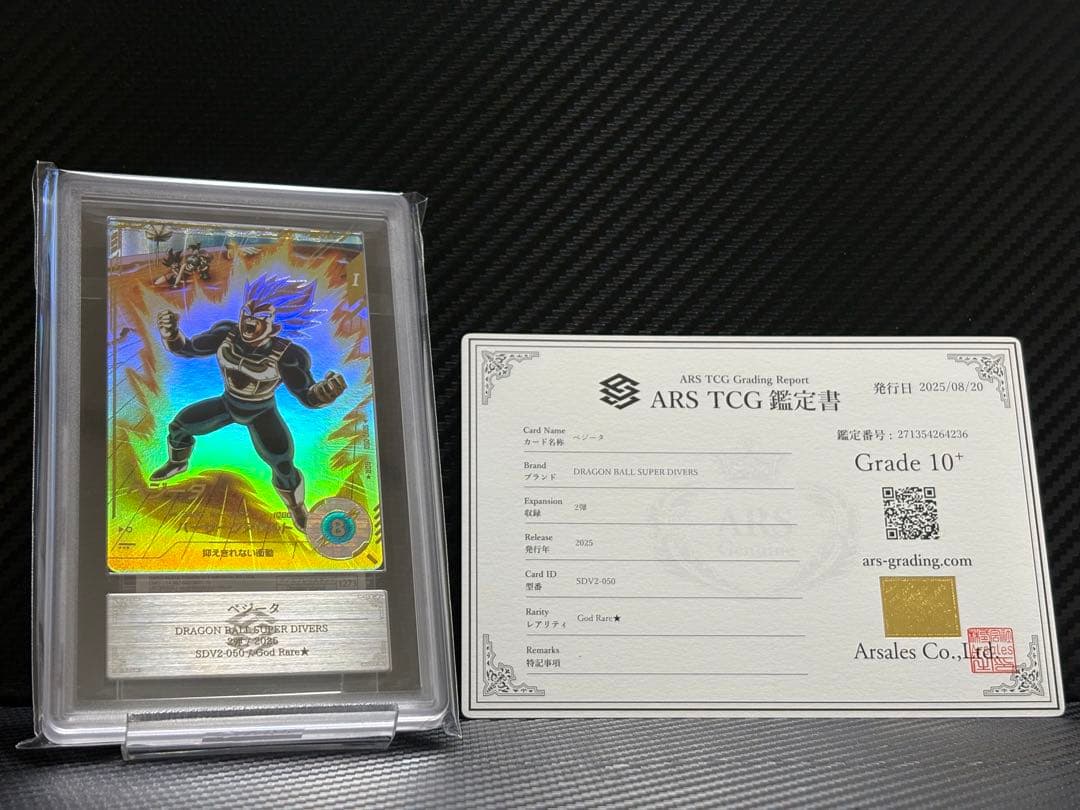 I
抑えきれない衝動
8
ベジータ
DRAGON BALL SUPER DIVERS
2弾 / 2025
SDV2-050 / God Rare★
ARS TCG Grading Report
ARS TCG 鑑定書
発行日 2025/08/20
Card Name
カード名称 ベジータ
鑑定番号 : 271354264236
Grade 10+
Brand
ブランド DRAGON BALL SUPER DIVERS
Expansion
収録 2弾
Release
発行年 2025
ars-grading.com
Card ID
型番 SDV2-050
Rarity
レアリティ God Rare★
Remarks
特記事項 -
Arsales Co.,Ltd.